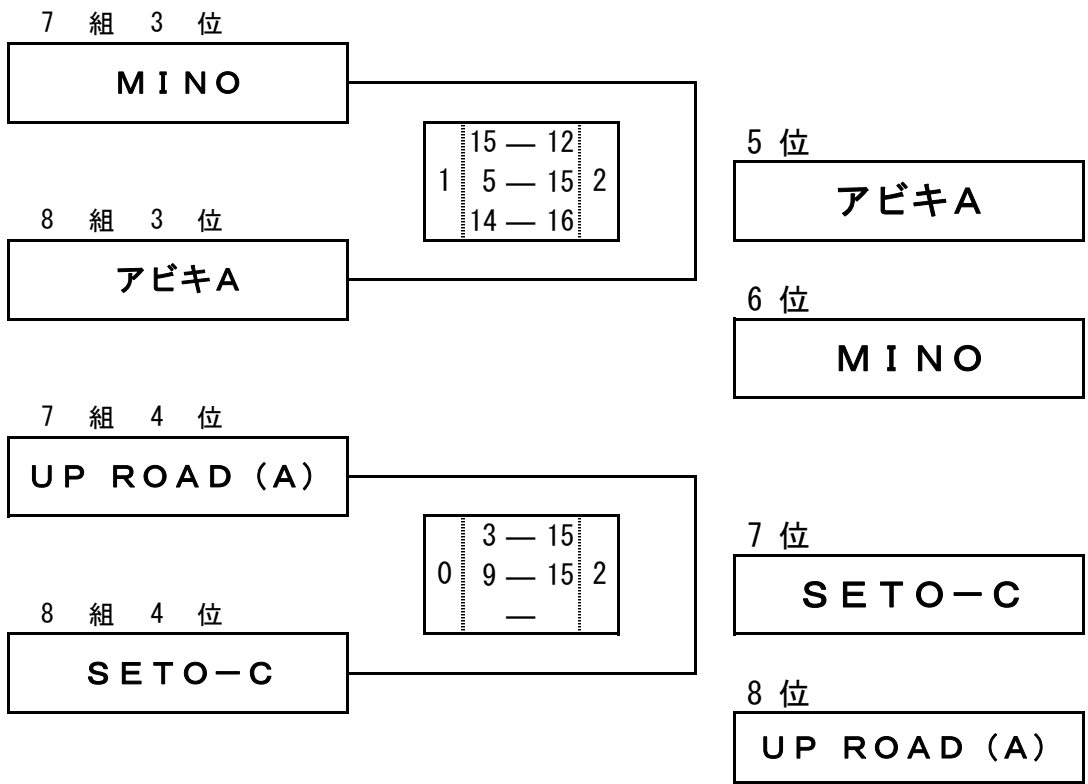 7 組 3 位
ＭＩＮＯ
15 ― 12
1 5 ― 15 2
14 ― 16
8 組 3 位
アビキＡ
5 位
アビキＡ
6 位
ＭＩＮＯ
7 組 4 位
ＵＰ ＲＯＡＤ（Ａ）
3 ― 15
0 9 ― 15 2
―
8 組 4 位
ＳＥＴＯ－Ｃ
7 位
ＳＥＴＯ－Ｃ
8 位
ＵＰ ＲＯＡＤ（Ａ）